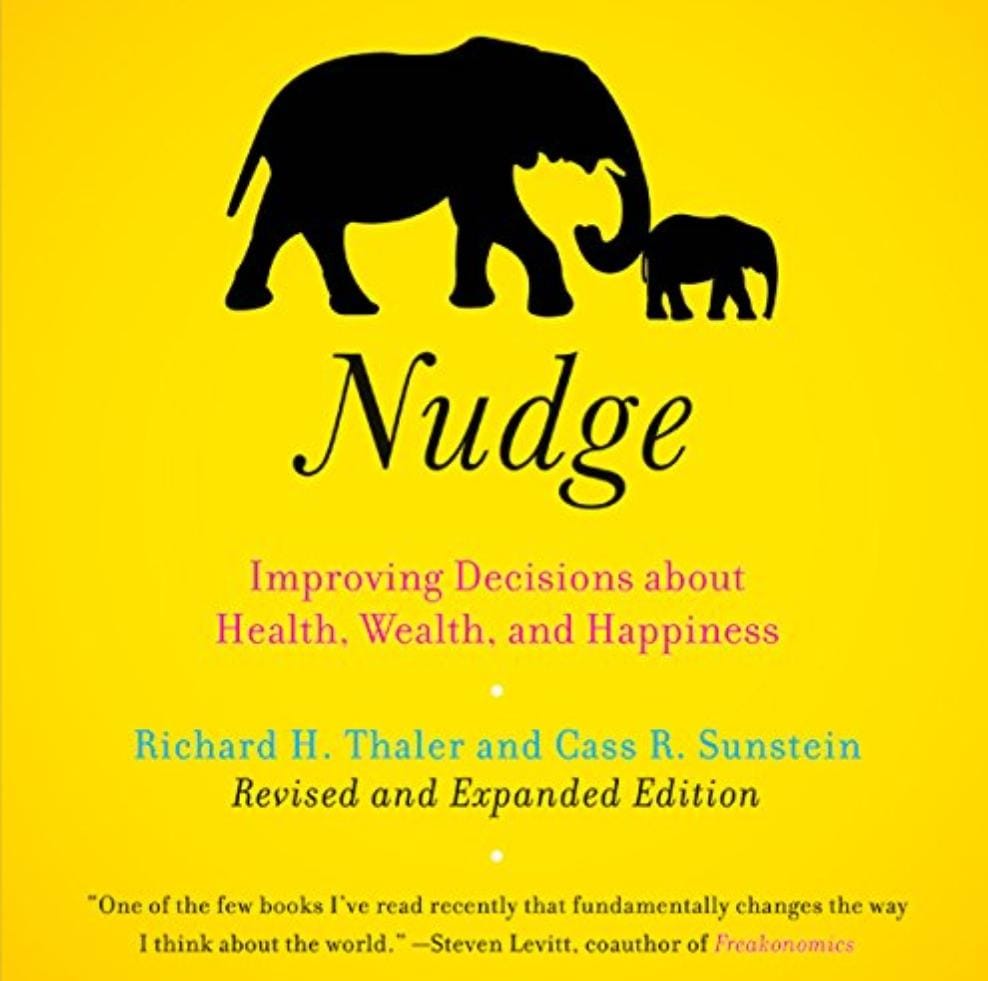 Nudge
Improving Decisions about
Health, Wealth, and Happiness
Richard H. Thaler and Cass R. Sunstein
Revised and Expanded Edition
“One of the few books I’ve read recently that fundamentally changes the way
I think about the world.” —Steven Levitt, coauthor of Freakonomics